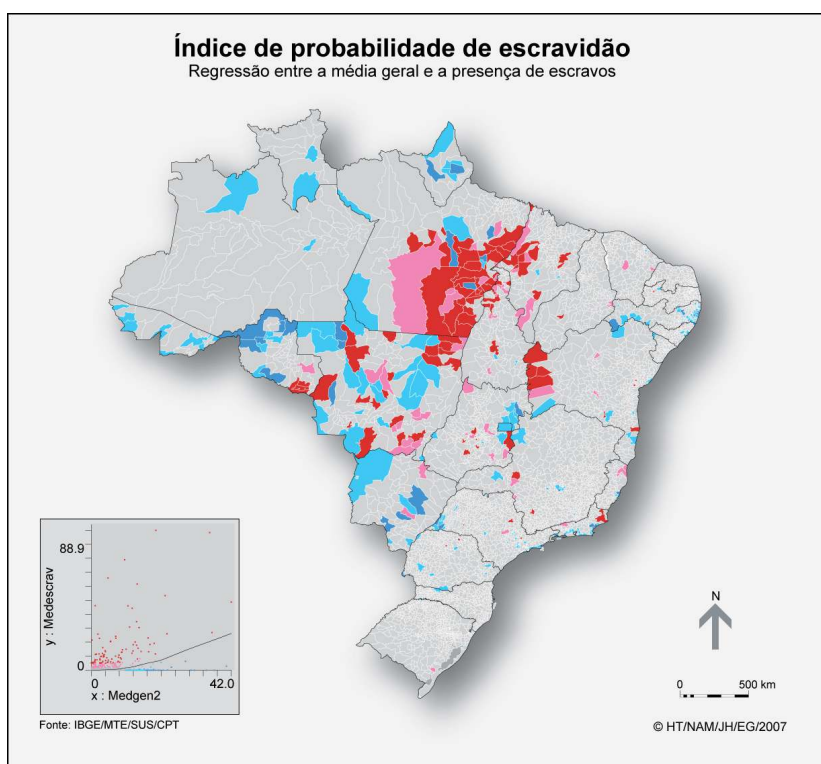 Índice de probabilidade de escravidão
Regressão entre a média geral e a presença de escravos
88.9
y : Medescrav
0
0
42.0
x : Medgen2
Fonte: IBGE/MTE/SUS/CPT
N
0
500 km
© HT/NAM/JH/EG/2007